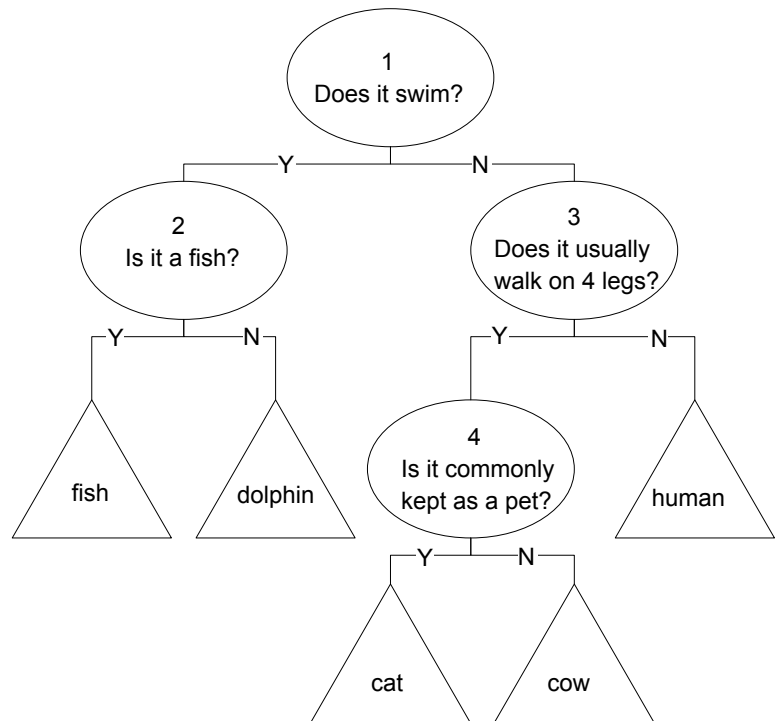 1
Does it swim?
Y
N
2
Is it a fish?
3
Does it usually
walk on 4 legs?
Y
N
Y
N
fish
dolphin
4
Is it commonly
kept as a pet?
human
Y
N
cat
cow